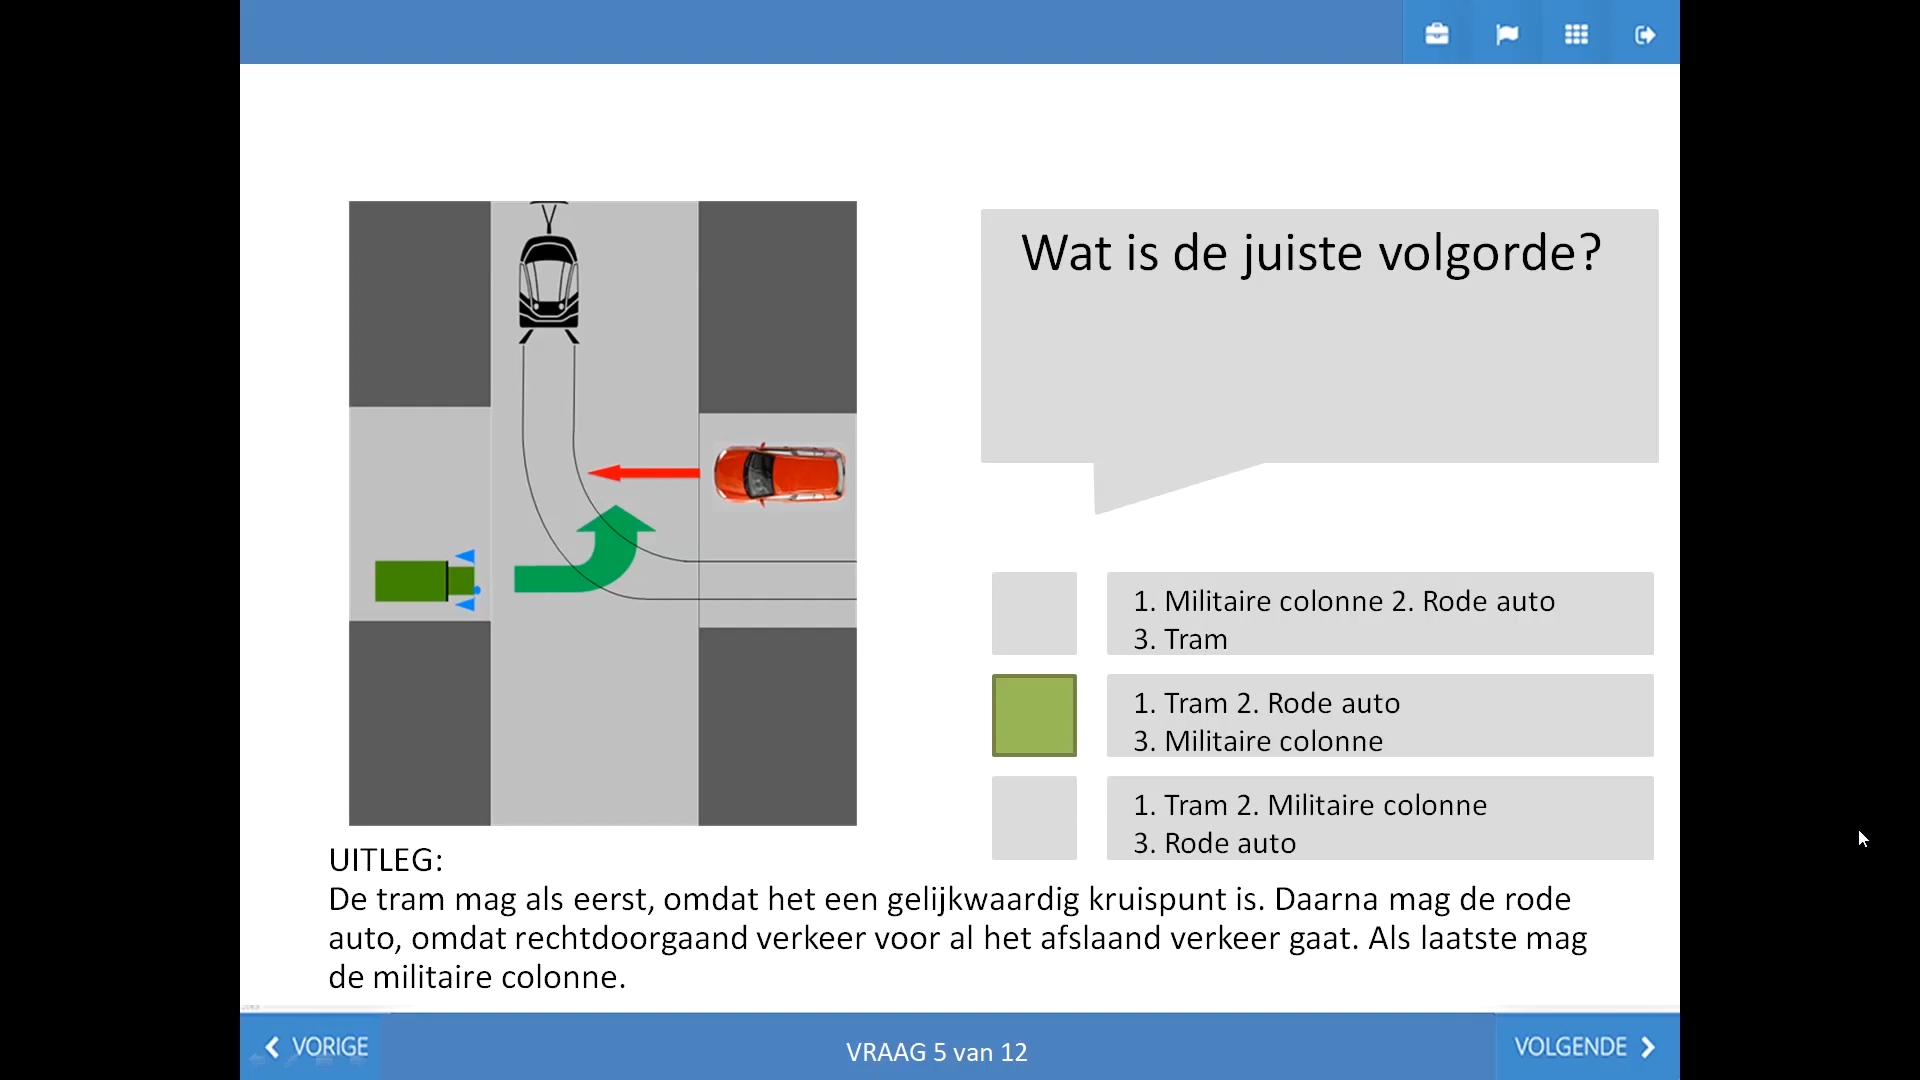 Wat is de juiste volgorde?
1. Militaire colonne 2. Rode auto
3. Tram
1. Tram 2. Rode auto
3. Militaire colonne
1. Tram 2. Militaire colonne
3. Rode auto
UITLEG:
De tram mag als eerst, omdat het een gelijkwaardig kruispunt is. Daarna mag de rode
auto, omdat rechtdoorgaand verkeer voor al het afslaand verkeer gaat. Als laatste mag
de militaire colonne.
VORIGE
VRAAG 5 van 12
VOLGENDE